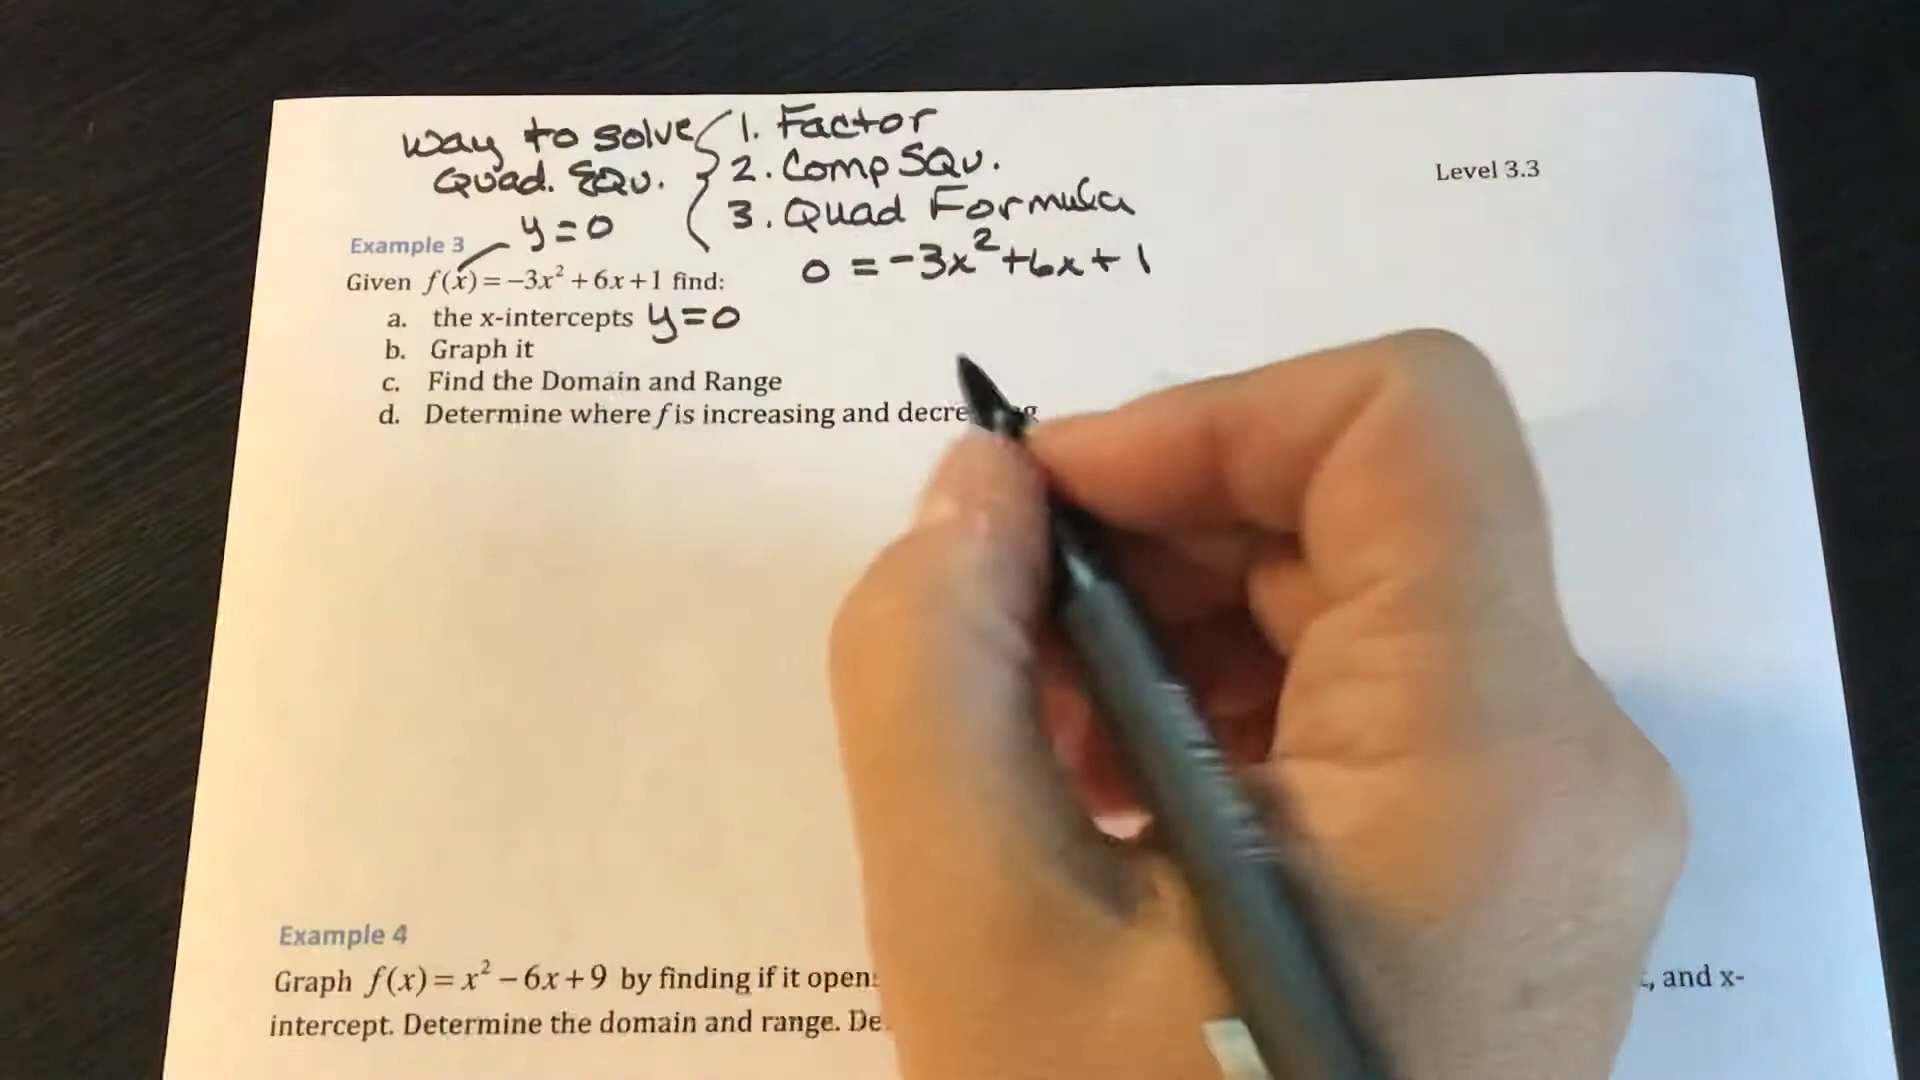 Way to solve { 1. Factor
Quad. Equ. 2. Comp Squ.
3. Quad Formula
Level 3.3
y=0
Example 3
0 = -3x² + 6x + 1
Given f(x) = -3x² + 6x + 1 find:
a. the x-intercepts y=0
b. Graph it
c. Find the Domain and Range
d. Determine where f is increasing and
Example 4
Graph f(x) = x² - 6x + 9 by finding if it , and x-
intercept. Determine the domain and range.